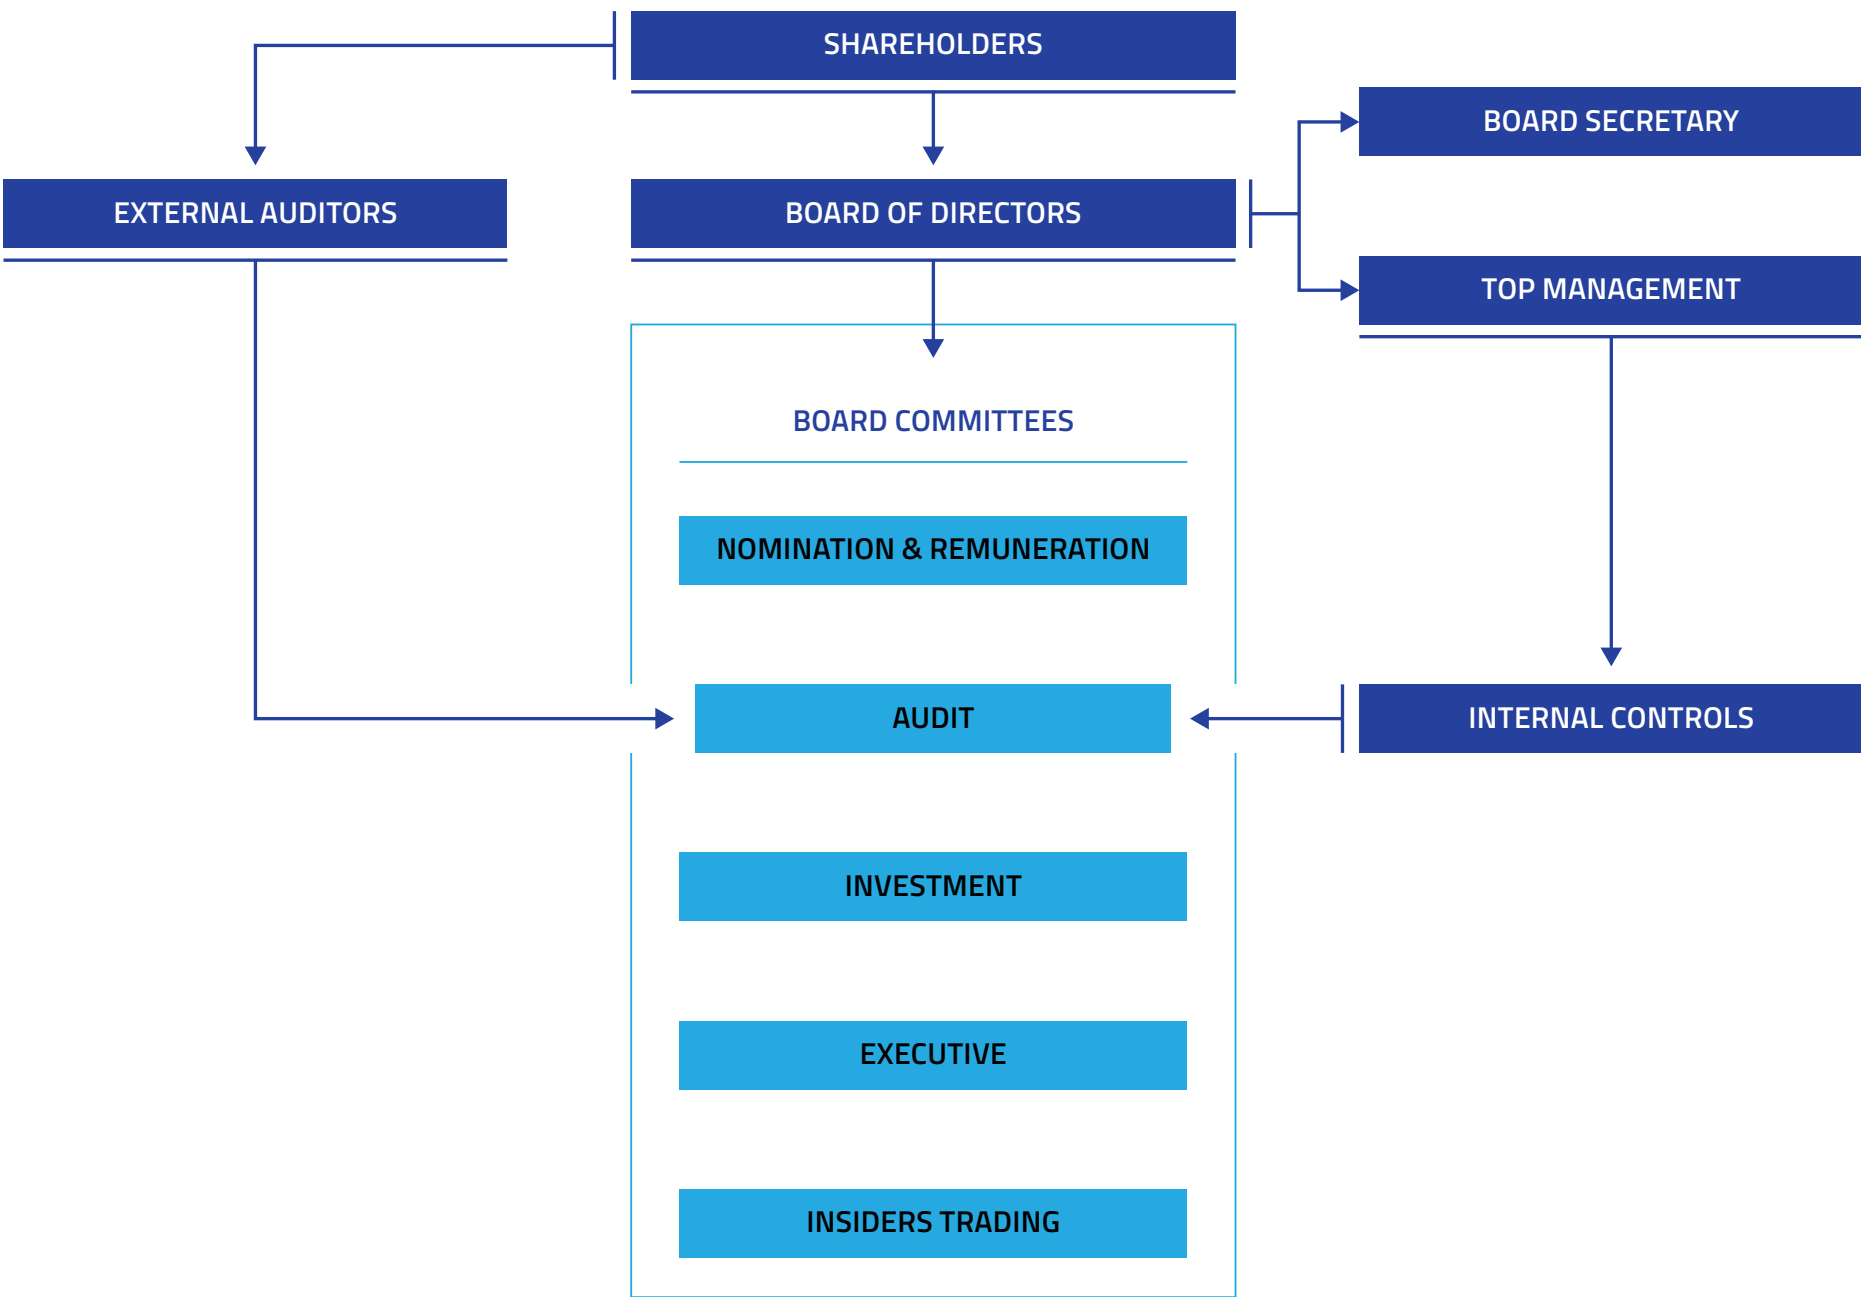 SHAREHOLDERS
BOARD SECRETARY
EXTERNAL AUDITORS
BOARD OF DIRECTORS
TOP MANAGEMENT
BOARD COMMITTEES
NOMINATION & REMUNERATION
AUDIT
INTERNAL CONTROLS
INVESTMENT
EXECUTIVE
INSIDERS TRADING